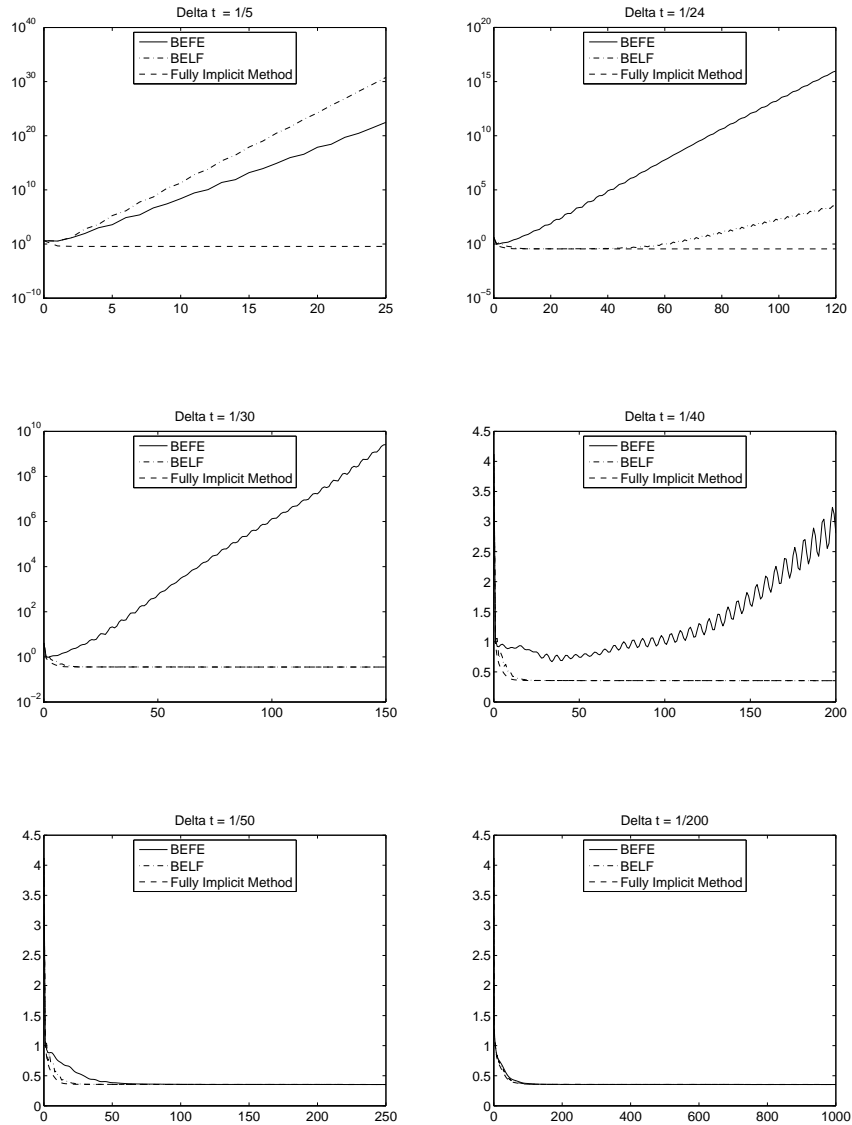 Delta t = 1/5
10^40
10^30
10^20
10^10
10^0
10^−10
0 5 10 15 20 25
BEFE
BELF
Fully Implicit Method
Delta t = 1/24
10^20
10^15
10^10
10^5
10^0
10^−5
0 20 40 60 80 100 120
BEFE
BELF
Fully Implicit Method
Delta t = 1/30
10^10
10^8
10^6
10^4
10^2
10^0
10^−2
0 50 100 150
BEFE
BELF
Fully Implicit Method
Delta t = 1/40
4.5
4
3.5
3
2.5
2
1.5
1
0.5
0
0 50 100 150 200
BEFE
BELF
Fully Implicit Method
Delta t = 1/50
4.5
4
3.5
3
2.5
2
1.5
1
0.5
0
0 50 100 150 200 250
BEFE
BELF
Fully Implicit Method
Delta t = 1/200
4.5
4
3.5
3
2.5
2
1.5
1
0.5
0
0 200 400 600 800 1000
BEFE
BELF
Fully Implicit Method